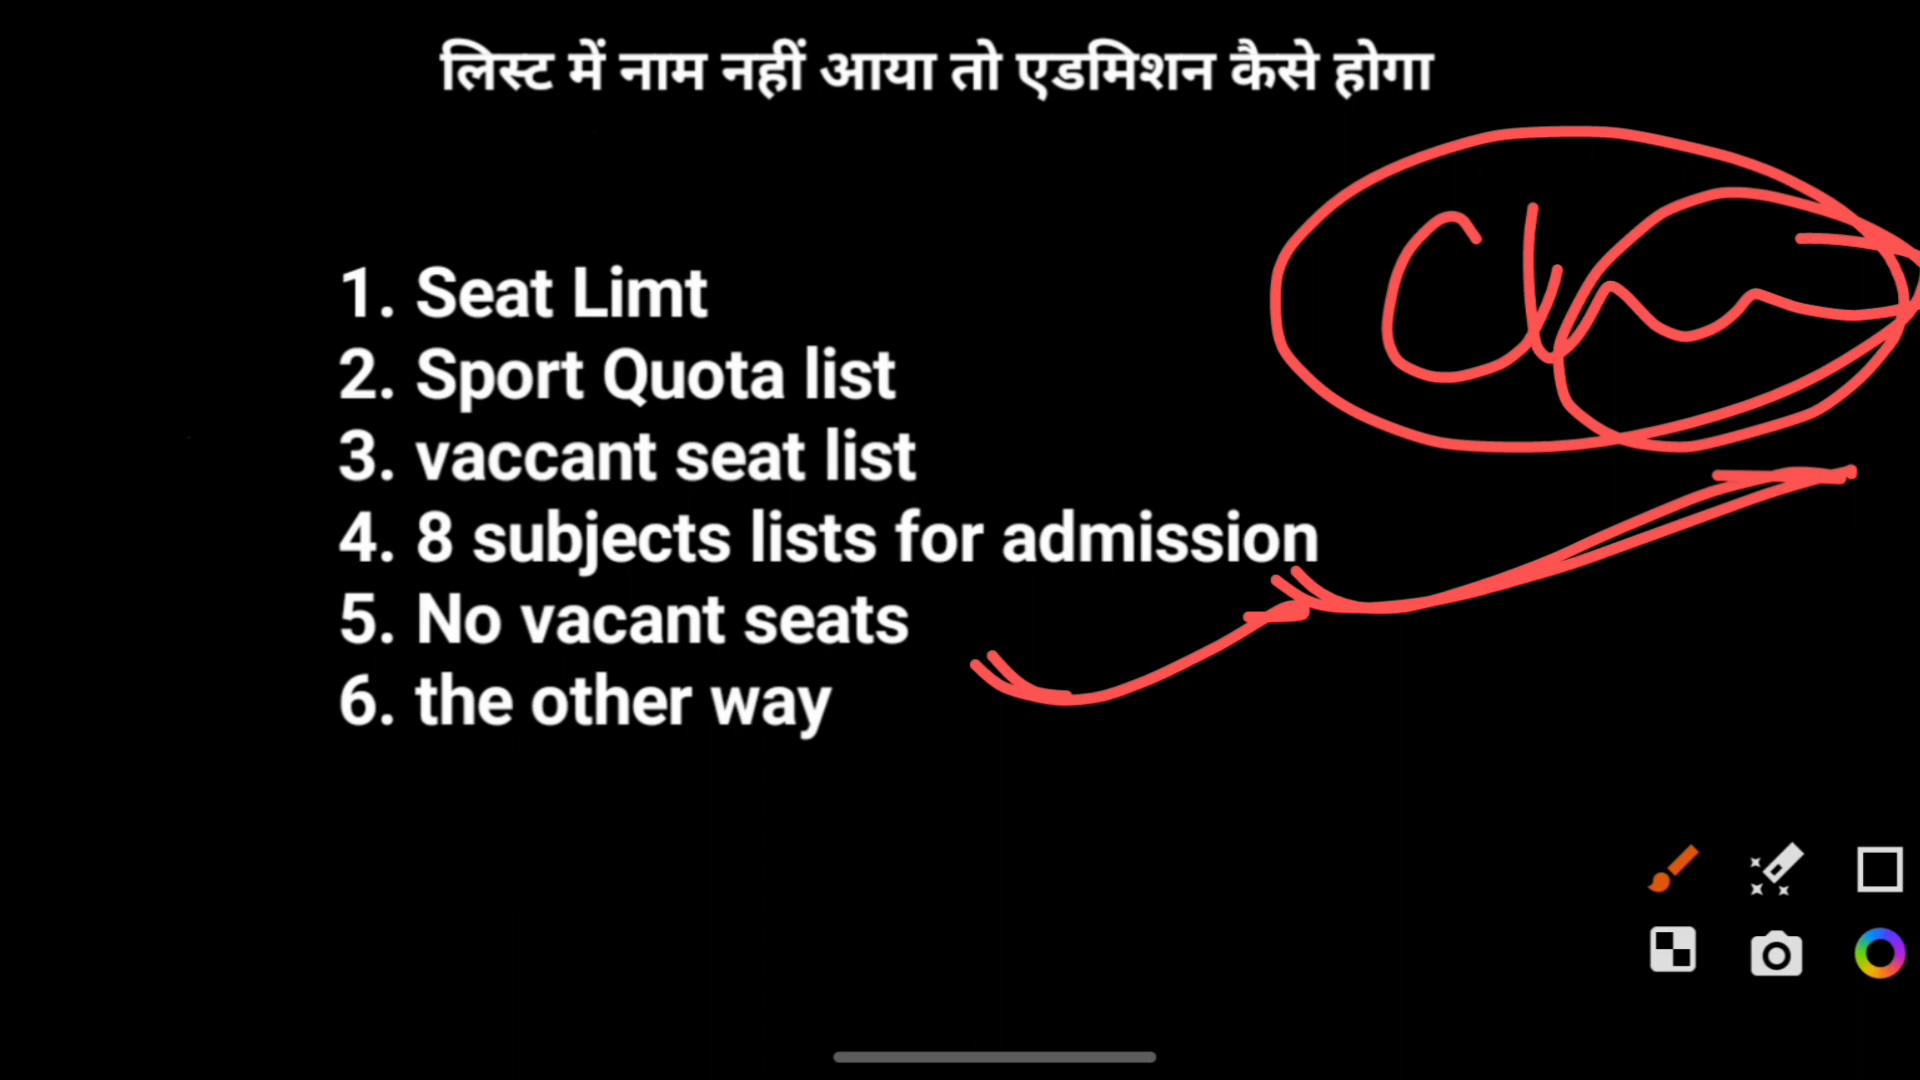 लिस्ट में नाम नहीं आया तो एडमिशन कैसे होगा
1. Seat Limt
2. Sport Quota list
3. vaccant seat list
4. 8 subjects lists for admission
5. No vacant seats
6. the other way